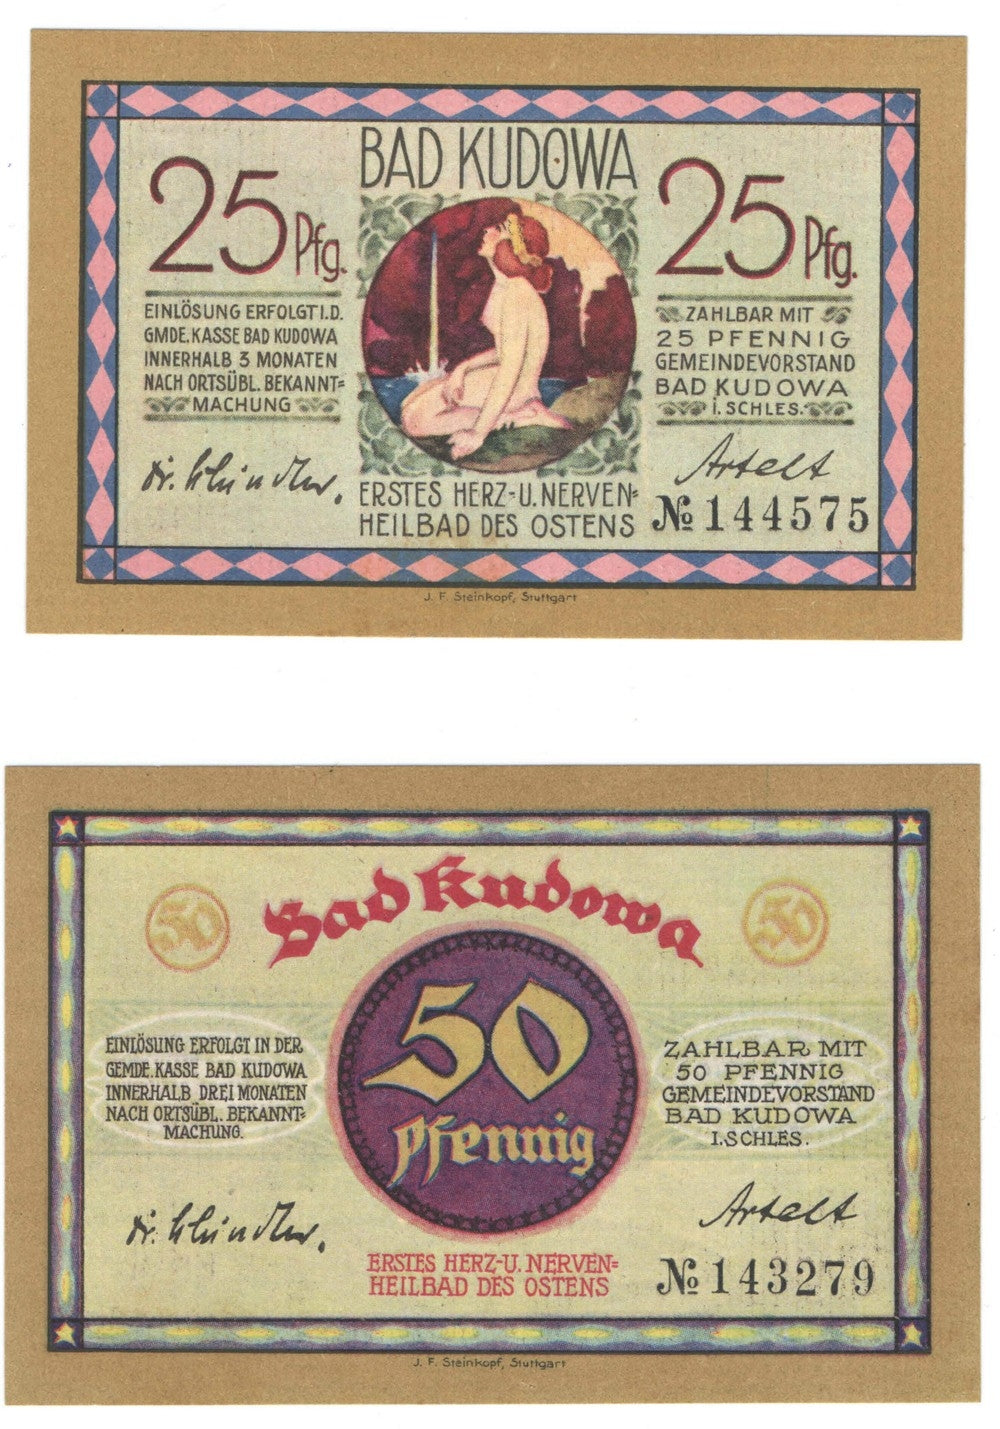 BAD KUDOWA
25 Pfg.
25 Pfg.
EINLÖSUNG ERFOLGT I.D.
GMDE. KASSE BAD KUDOWA
INNERHALB 3 MONATEN
NACH ORTSÜBL. BEKANNT=
MACHUNG
ZAHLBAR MIT
25 PFENNIG
GEMEINDEVORSTAND
BAD KUDOWA
I. SCHLES.
Artelt
№ 144575
ERSTES HERZ- U. NERVEN=
HEILBAD DES OSTENS
J. F. Steinkopf, Stuttgart
50
Bad Kudowa
50
50
Pfennig
EINLÖSUNG ERFOLGT IN DER
GEMDE. KASSE BAD KUDOWA
INNERHALB DREI MONATEN
NACH ORTSÜBL. BEKANNT=
MACHUNG.
ZAHLBAR MIT
50 PFENNIG
GEMEINDEVORSTAND
BAD KUDOWA
I. SCHLES.
Artelt
№ 143279
ERSTES HERZ- U. NERVEN=
HEILBAD DES OSTENS
J. F. Steinkopf, Stuttgart